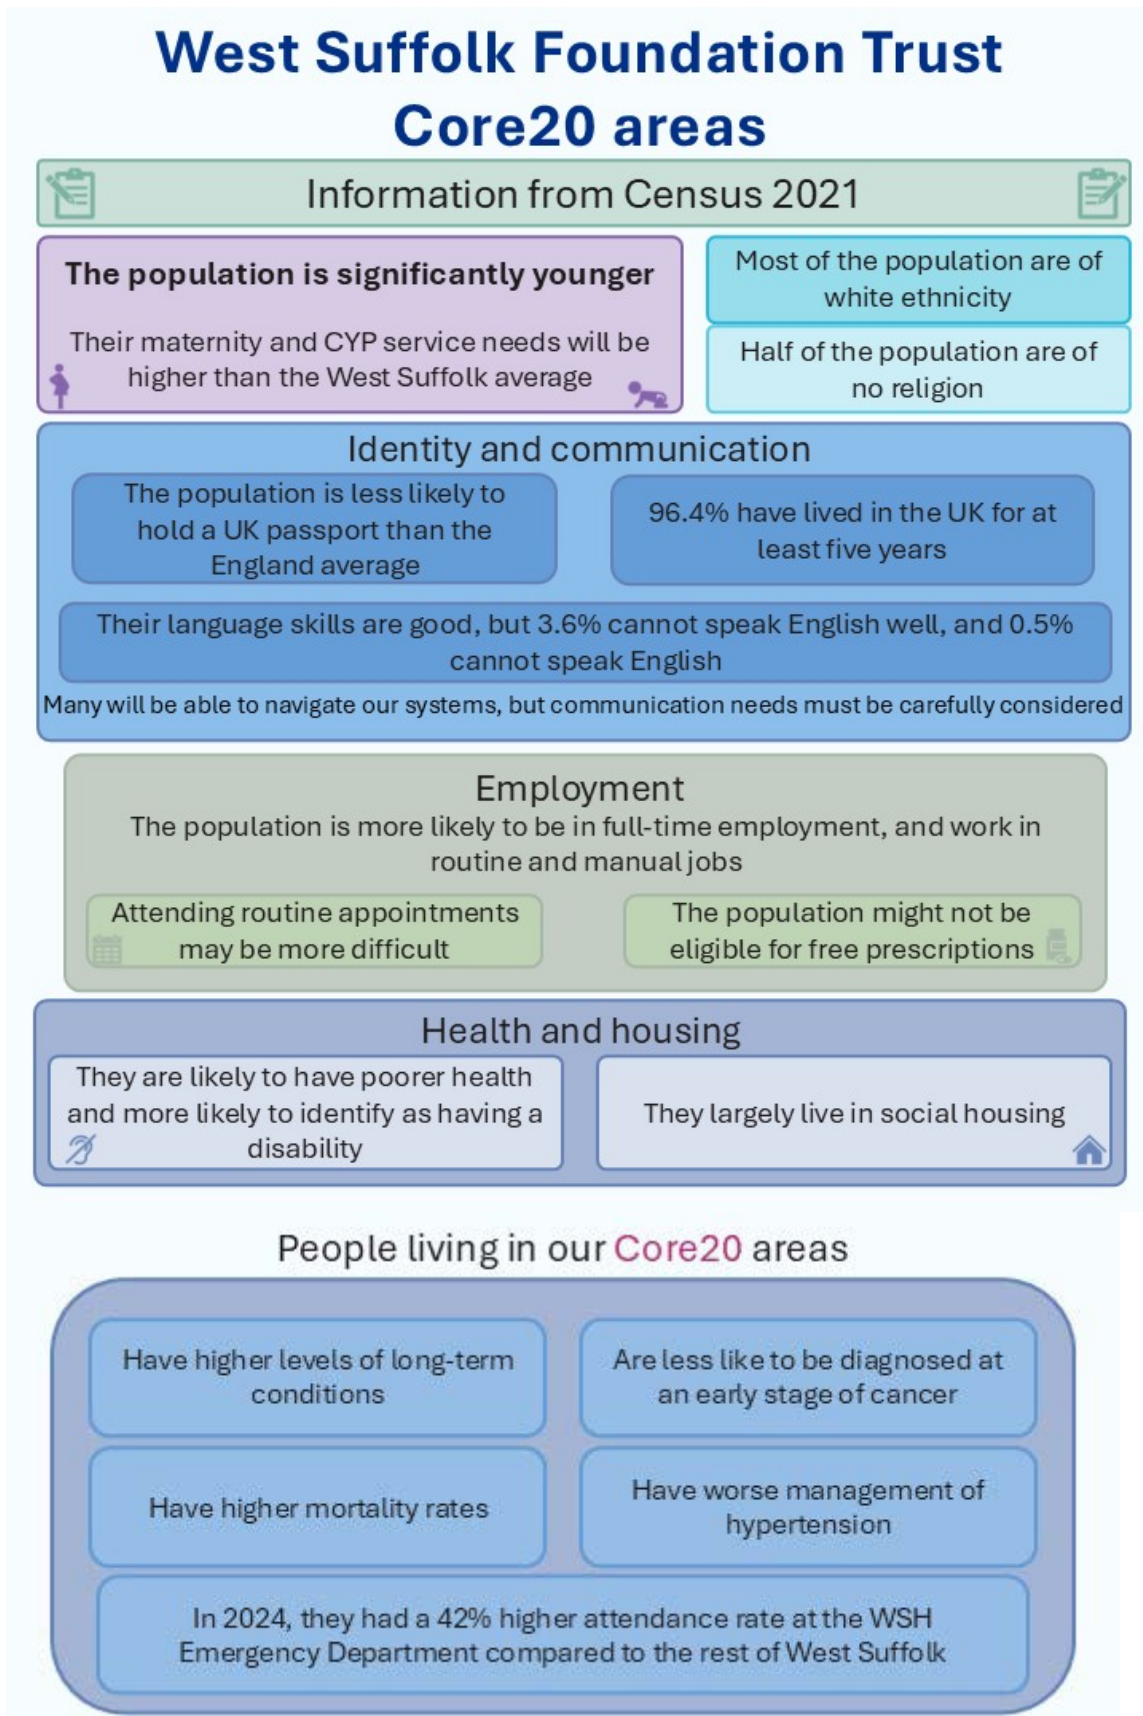 West Suffolk Foundation Trust
Core20 areas
Information from Census 2021
The population is significantly younger
Their maternity and CYP service needs will be
higher than the West Suffolk average
Most of the population are of
white ethnicity
Half of the population are of
no religion
Identity and communication
The population is less likely to
hold a UK passport than the
England average
96.4% have lived in the UK for at
least five years
Their language skills are good, but 3.6% cannot speak English well, and 0.5%
cannot speak English
Many will be able to navigate our systems, but communication needs must be carefully considered
Employment
The population is more likely to be in full-time employment, and work in
routine and manual jobs
Attending routine appointments
may be more difficult
The population might not be
eligible for free prescriptions
Health and housing
They are likely to have poorer health
and more likely to identify as having a
disability
They largely live in social housing
People living in our Core20 areas
Have higher levels of long-term
conditions
Are less like to be diagnosed at
an early stage of cancer
Have higher mortality rates
Have worse management of
hypertension
In 2024, they had a 42% higher attendance rate at the WSH
Emergency Department compared to the rest of West Suffolk